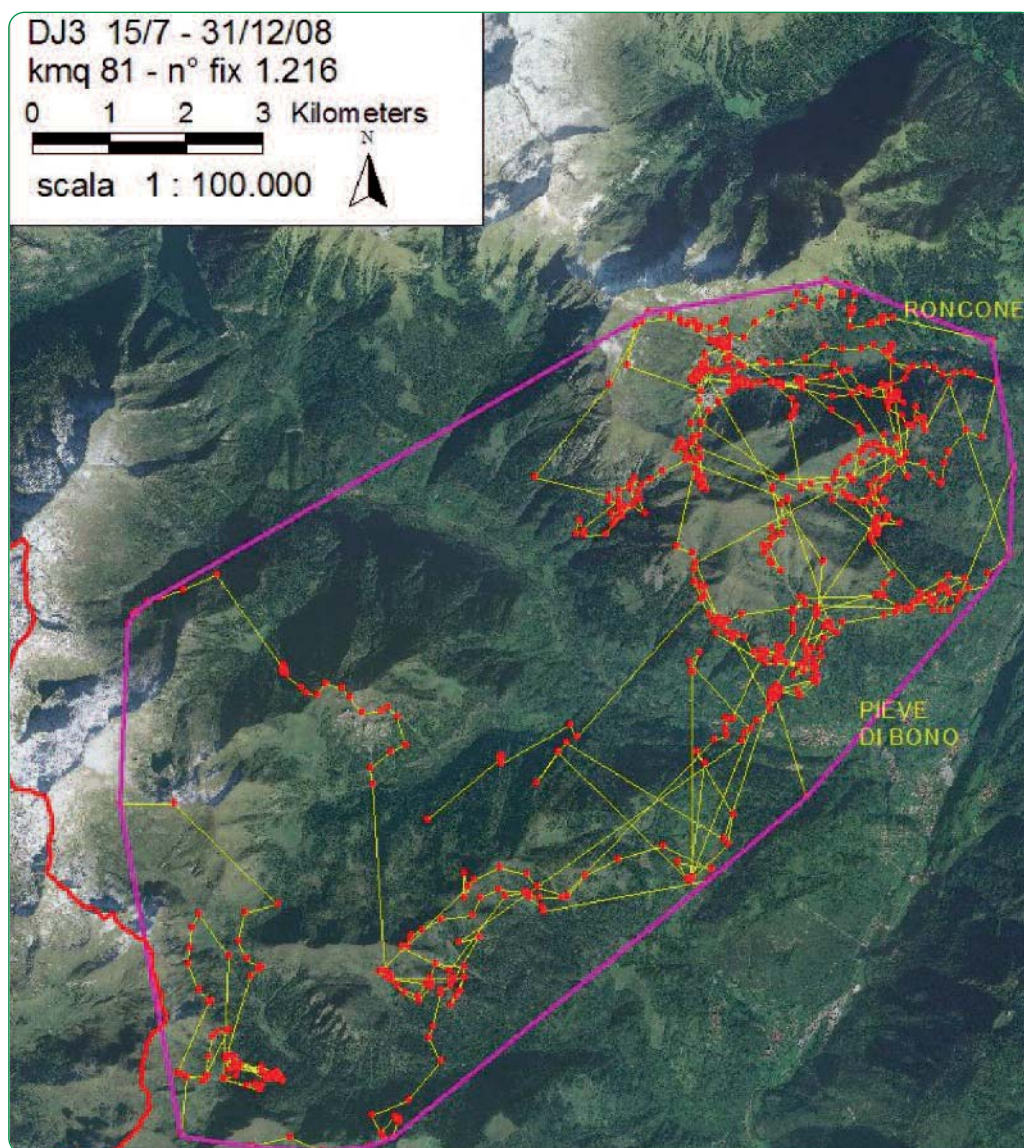 DJ3 15/7 - 31/12/08
kmq 81 - n° fix 1.216
0 1 2 3 Kilometers
N
scala 1 : 100.000
RONCONE
PIEVE
DI BONO